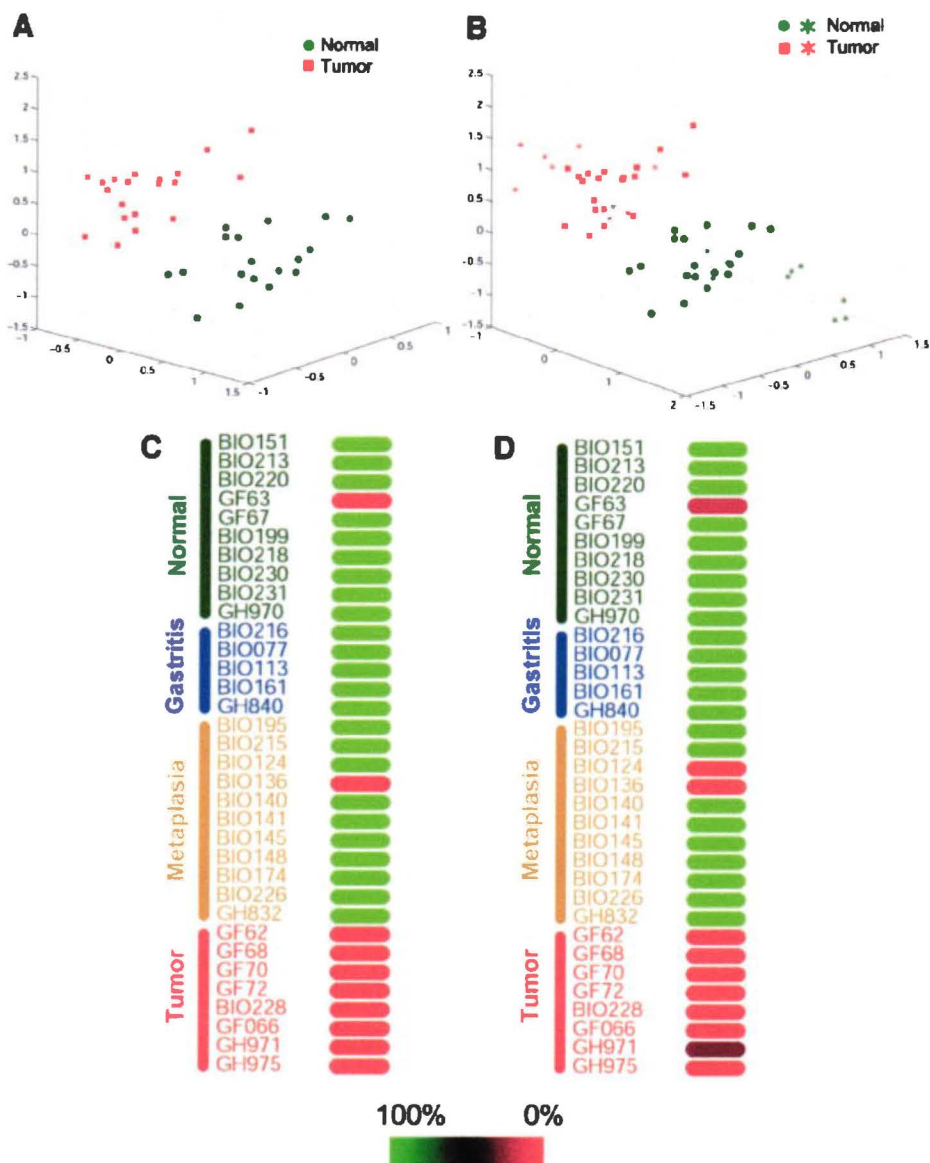 A
Normal
Tumor
2.5
2
1.5
1
0.5
0
-0.5
-1
-1.5
-1
-0.5
0
0.5
1
1.5
-1
-0.5
0
0.5
1
B
Normal
Tumor
2.5
2
1.5
1
0.5
0
-0.5
-1
-1.5
-1
0
1
2
-1.5
-1
-0.5
0
0.5
1
1.5
C
Normal
BIO151
BIO213
BIO220
GF63
GF67
BIO199
BIO218
BIO230
BIO231
GH970
Gastritis
BIO216
BIO077
BIO113
BIO161
GH840
Metaplasia
BIO195
BIO215
BIO124
BIO136
BIO140
BIO141
BIO145
BIO148
BIO174
BIO226
GH832
Tumor
GF62
GF68
GF70
GF72
BIO228
GF066
GH971
GH975
D
Normal
BIO151
BIO213
BIO220
GF63
GF67
BIO199
BIO218
BIO230
BIO231
GH970
Gastritis
BIO216
BIO077
BIO113
BIO161
GH840
Metaplasia
BIO195
BIO215
BIO124
BIO136
BIO140
BIO141
BIO145
BIO148
BIO174
BIO226
GH832
Tumor
GF62
GF68
GF70
GF72
BIO228
GF066
GH971
GH975
100% 0%